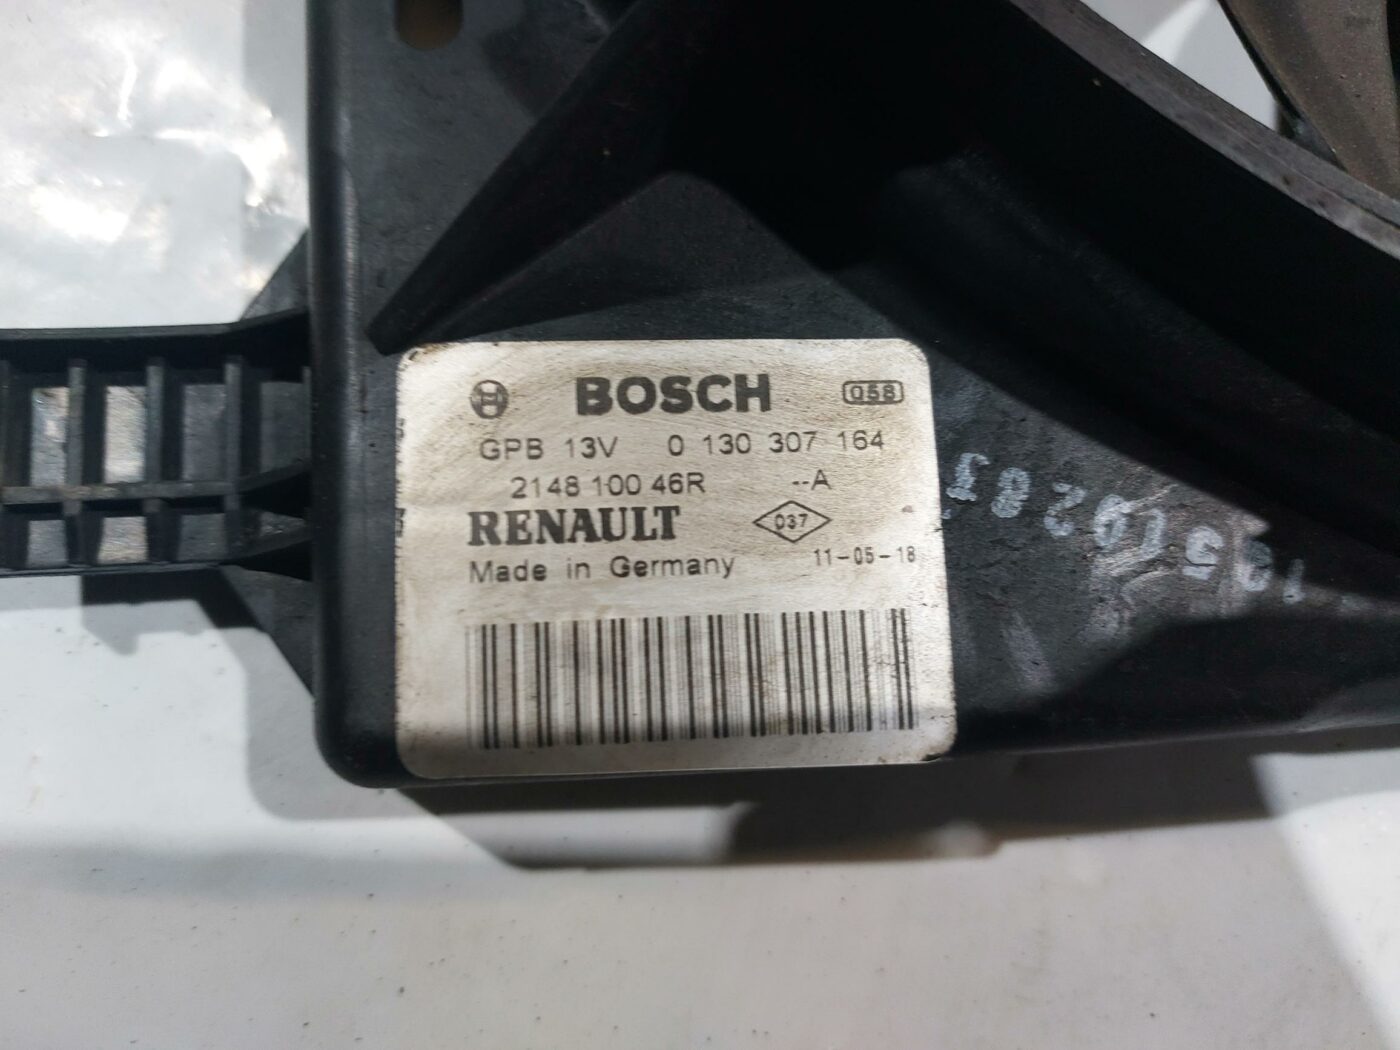 BOSCH 058
GPB 13V 0 130 307 164
2148 100 46R --A
RENAULT 037
Made in Germany 11-05-18